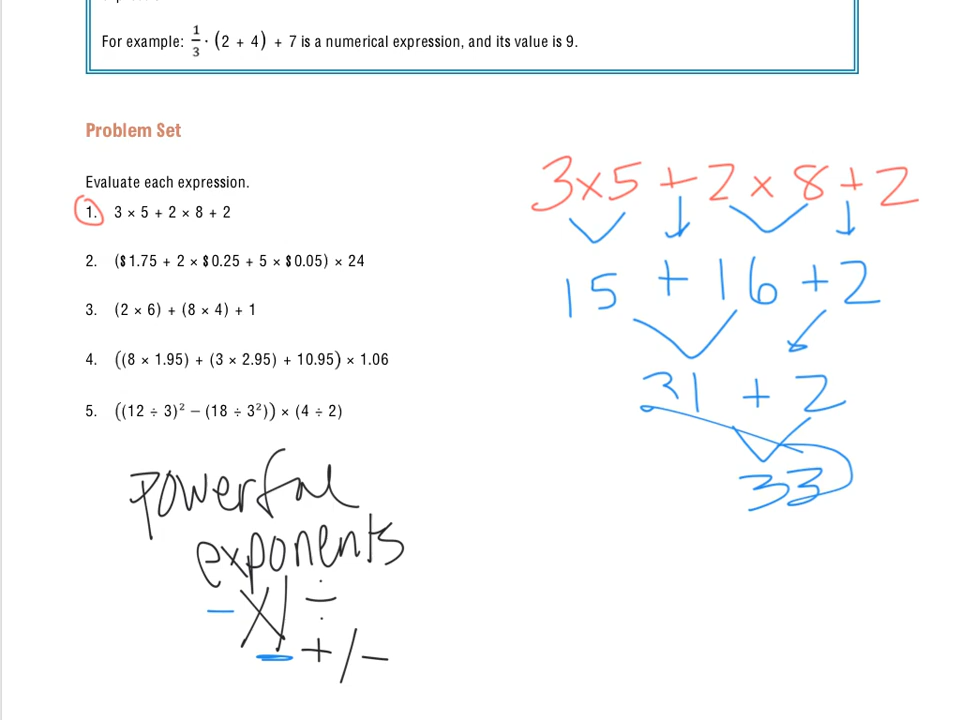 For example: 1/3 · (2 + 4) + 7 is a numerical expression, and its value is 9.
Problem Set
Evaluate each expression.
1. 3 × 5 + 2 × 8 + 2
2. ($1.75 + 2 × $0.25 + 5 × $0.05) × 24
3. (2 × 6) + (8 × 4) + 1
4. ((8 × 1.95) + (3 × 2.95) + 10.95) × 1.06
5. ((12 ÷ 3)² − (18 ÷ 3²)) × (4 ÷ 2)
3×5 + 2 × 8 + 2
15 + 16 + 2
31 + 2
33
powerful
exponents
×/÷
+/−